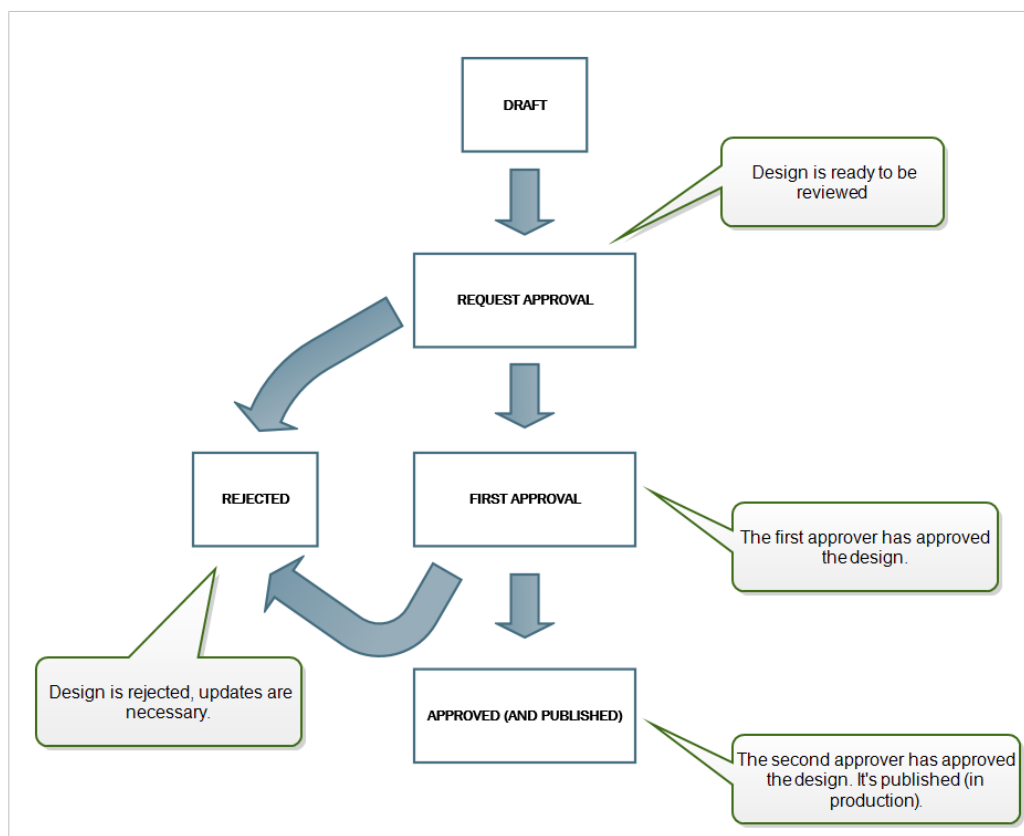 DRAFT
Design is ready to be
reviewed
REQUEST APPROVAL
REJECTED
FIRST APPROVAL
The first approver has approved
the design.
Design is rejected, updates are
necessary.
APPROVED (AND PUBLISHED)
The second approver has approved
the design. It's published (in
production).